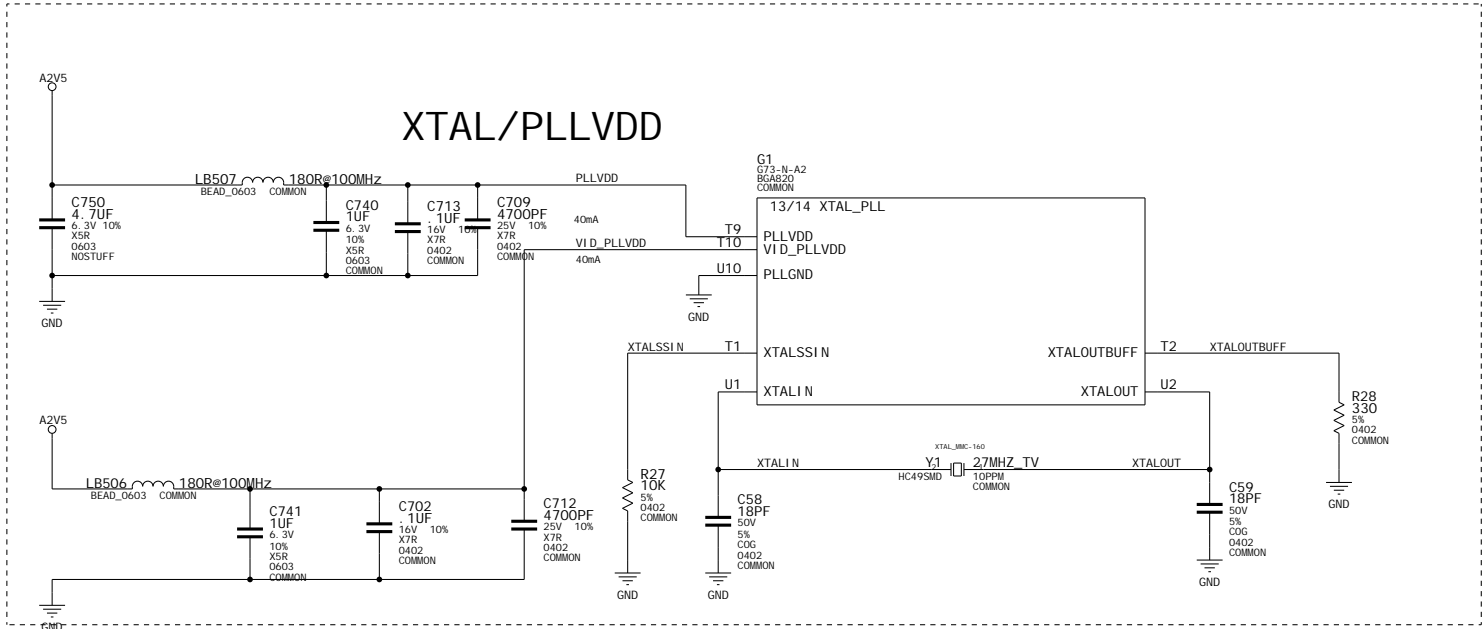 A2V5
XTAL/PLLVDD
LB507 180R@100MHz
BEAD_0603 COMMON
C750
4.7UF
6.3V 10%
X5R
0603
NOSTUFF
C740
1UF
6.3V
10%
X5R
0603
COMMON
C713
.1UF
16V 10%
X7R
0402
COMMON
C709
4700PF
25V 10%
X7R
0402
COMMON
GND
PLLVDD
40mA
VID_PLLVDD
40mA
G1
G73-N-A2
BGA820
COMMON
13/14 XTAL_PLL
T9 PLLVDD
T10 VID_PLLVDD
U10 PLLGND
GND
XTALSSIN T1 XTALSSIN
U1 XTALIN
XTALOUTBUFF T2 XTALOUTBUFF
XTALOUT U2
R28
330
5%
0402
COMMON
GND
A2V5
LB506 180R@100MHz
BEAD_0603 COMMON
C741
1UF
6.3V
10%
X5R
0603
COMMON
C702
.1UF
16V 10%
X7R
0402
COMMON
C712
4700PF
25V 10%
X7R
0402
COMMON
GND
R27
10K
5%
0402
COMMON
GND
XTAL_MMC-160
XTALIN Y1 27MHZ_TV XTALOUT
HC49SMD 10PPM
COMMON
C58
18PF
50V
5%
C0G
0402
COMMON
GND
C59
18PF
50V
5%
C0G
0402
COMMON
GND